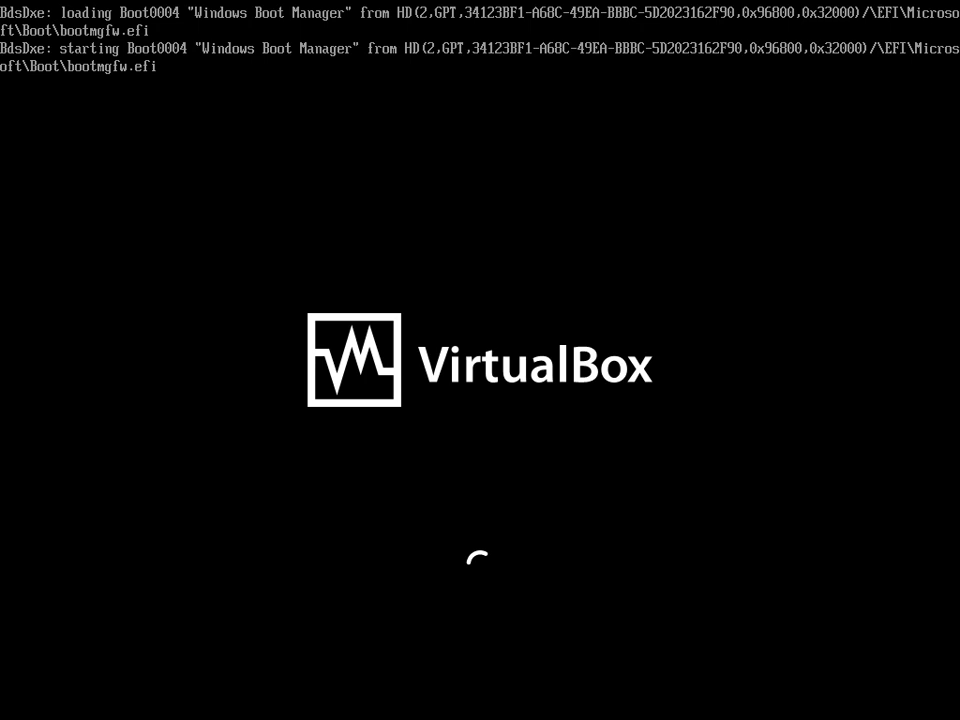 BdsDxe: loading Boot0004 "Windows Boot Manager" from HD(2,GPT,34123BF1-A68C-49EA-BBBC-5D2023162F90,0x96800,0x32000)/\EFI\Microso
ft\Boot\bootmgfw.efi
BdsDxe: starting Boot0004 "Windows Boot Manager" from HD(2,GPT,34123BF1-A68C-49EA-BBBC-5D2023162F90,0x96800,0x32000)/\EFI\Micros
oft\Boot\bootmgfw.efi
VirtualBox